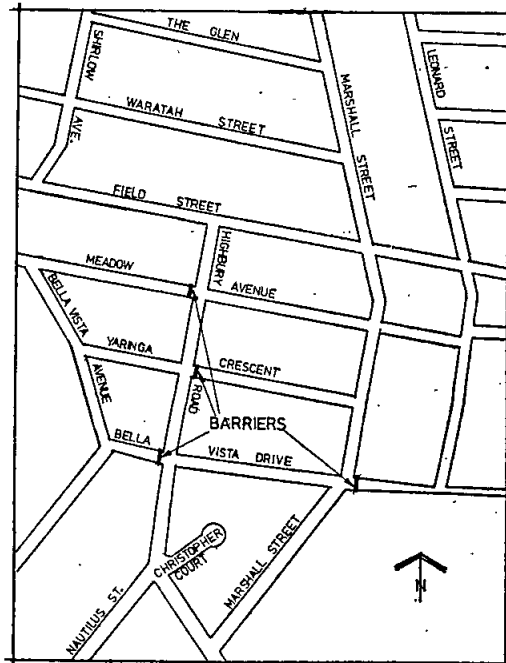 THE GLEN
SHIRLOW AVE.
WARATAH STREET
MARSHALL STREET
LEONARD STREET
FIELD STREET
HIGHBURY ROAD
MEADOW AVENUE
BELLA VISTA AVENUE
YARINGA CRESCENT
BARRIERS
BELLA VISTA DRIVE
CHRISTOPHER COURT
MARSHALL STREET
NAUTILUS ST.
N